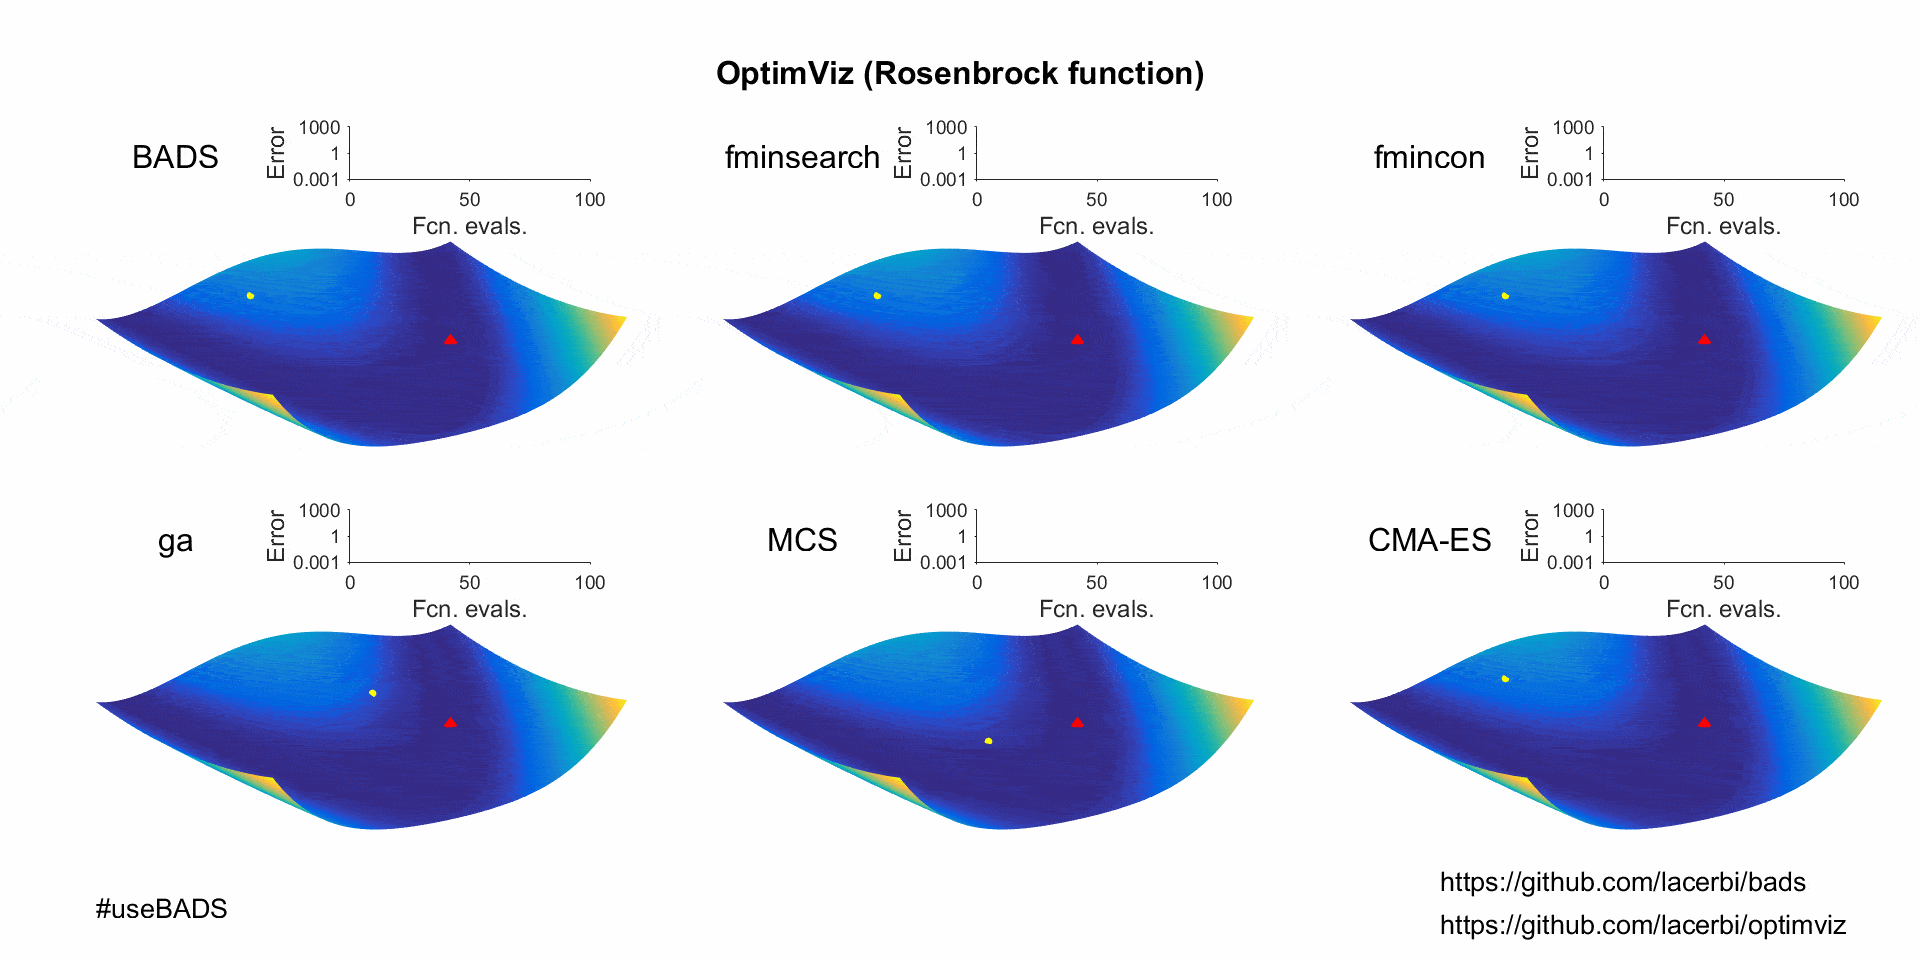 OptimViz (Rosenbrock function)
BADS
Error
1000
1
0.001
0 50 100
Fcn. evals.
fminsearch
Error
1000
1
0.001
0 50 100
Fcn. evals.
fmincon
Error
1000
1
0.001
0 50 100
Fcn. evals.
ga
Error
1000
1
0.001
0 50 100
Fcn. evals.
MCS
Error
1000
1
0.001
0 50 100
Fcn. evals.
CMA-ES
Error
1000
1
0.001
0 50 100
Fcn. evals.
#useBADS
https://github.com/lacerbi/bads
https://github.com/lacerbi/optimviz